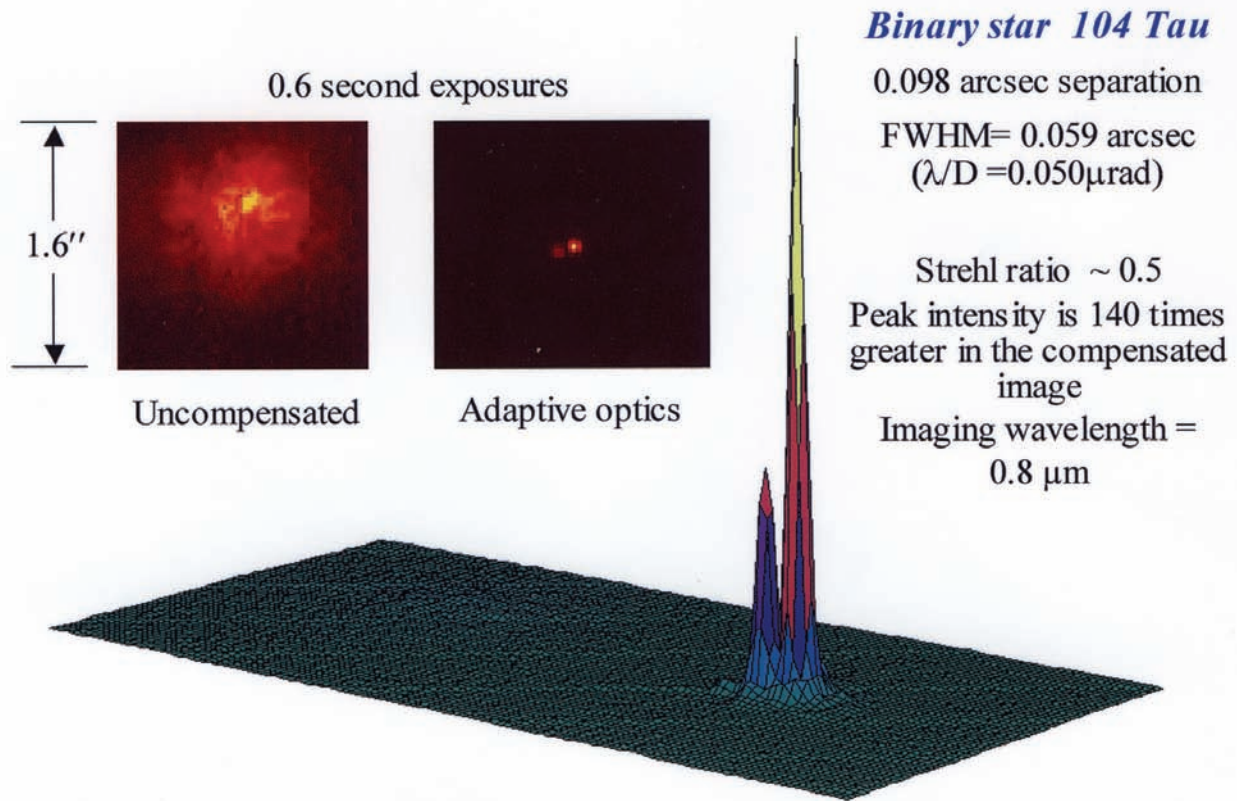 Binary star 104 Tau
0.098 arcsec separation
FWHM= 0.059 arcsec
(λ/D =0.050μrad)
Strehl ratio ~ 0.5
Peak intensity is 140 times
greater in the compensated
image
Imaging wavelength =
0.8 μm
0.6 second exposures
1.6″
Uncompensated
Adaptive optics